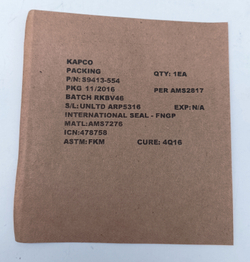 KAPCO
PACKING QTY: 1EA
P/N: S9413-554
PKG 11/2016 PER AMS2817
BATCH RKBV46
S/L: UNLTD ARP5316 EXP: N/A
INTERNATIONAL SEAL - FNGP
MATL: AMS7276
ICN: 478758
ASTM: FKM CURE: 4Q16